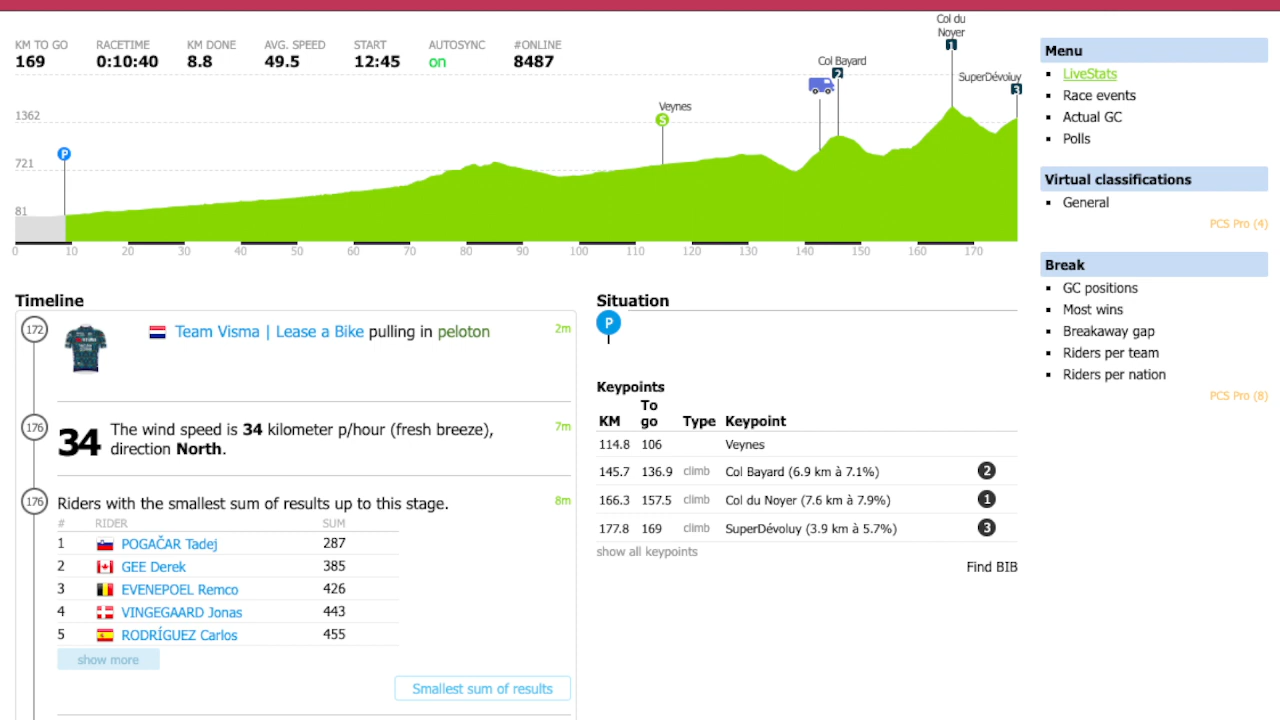 KM TO GO RACETIME KM DONE AVG. SPEED START AUTOSYNC #ONLINE
169 0:10:40 8.8 49.5 12:45 on 8487
Col du
Noyer
1
Col Bayard
2
SuperDévoluy
3
Veynes
S
P
1362
721
81
0 10 20 30 40 50 60 70 80 90 100 110 120 130 140 150 160 170
Timeline
172
Team Visma | Lease a Bike pulling in peloton 2m
176
34
The wind speed is 34 kilometer p/hour (fresh breeze), 7m
direction North.
176
Riders with the smallest sum of results up to this stage. 8m
# RIDER SUM
1 POGAČAR Tadej 287
2 GEE Derek 385
3 EVENEPOEL Remco 426
4 VINGEGAARD Jonas 443
5 RODRÍGUEZ Carlos 455
show more
Smallest sum of results
Situation
P
Keypoints
KM To go Type Keypoint
114.8 106 Veynes
145.7 136.9 climb Col Bayard (6.9 km à 7.1%) 2
166.3 157.5 climb Col du Noyer (7.6 km à 7.9%) 1
177.8 169 climb SuperDévoluy (3.9 km à 5.7%) 3
show all keypoints
Find BIB
Menu
LiveStats
Race events
Actual GC
Polls
Virtual classifications
General
PCS Pro (4)
Break
GC positions
Most wins
Breakaway gap
Riders per team
Riders per nation
PCS Pro (8)